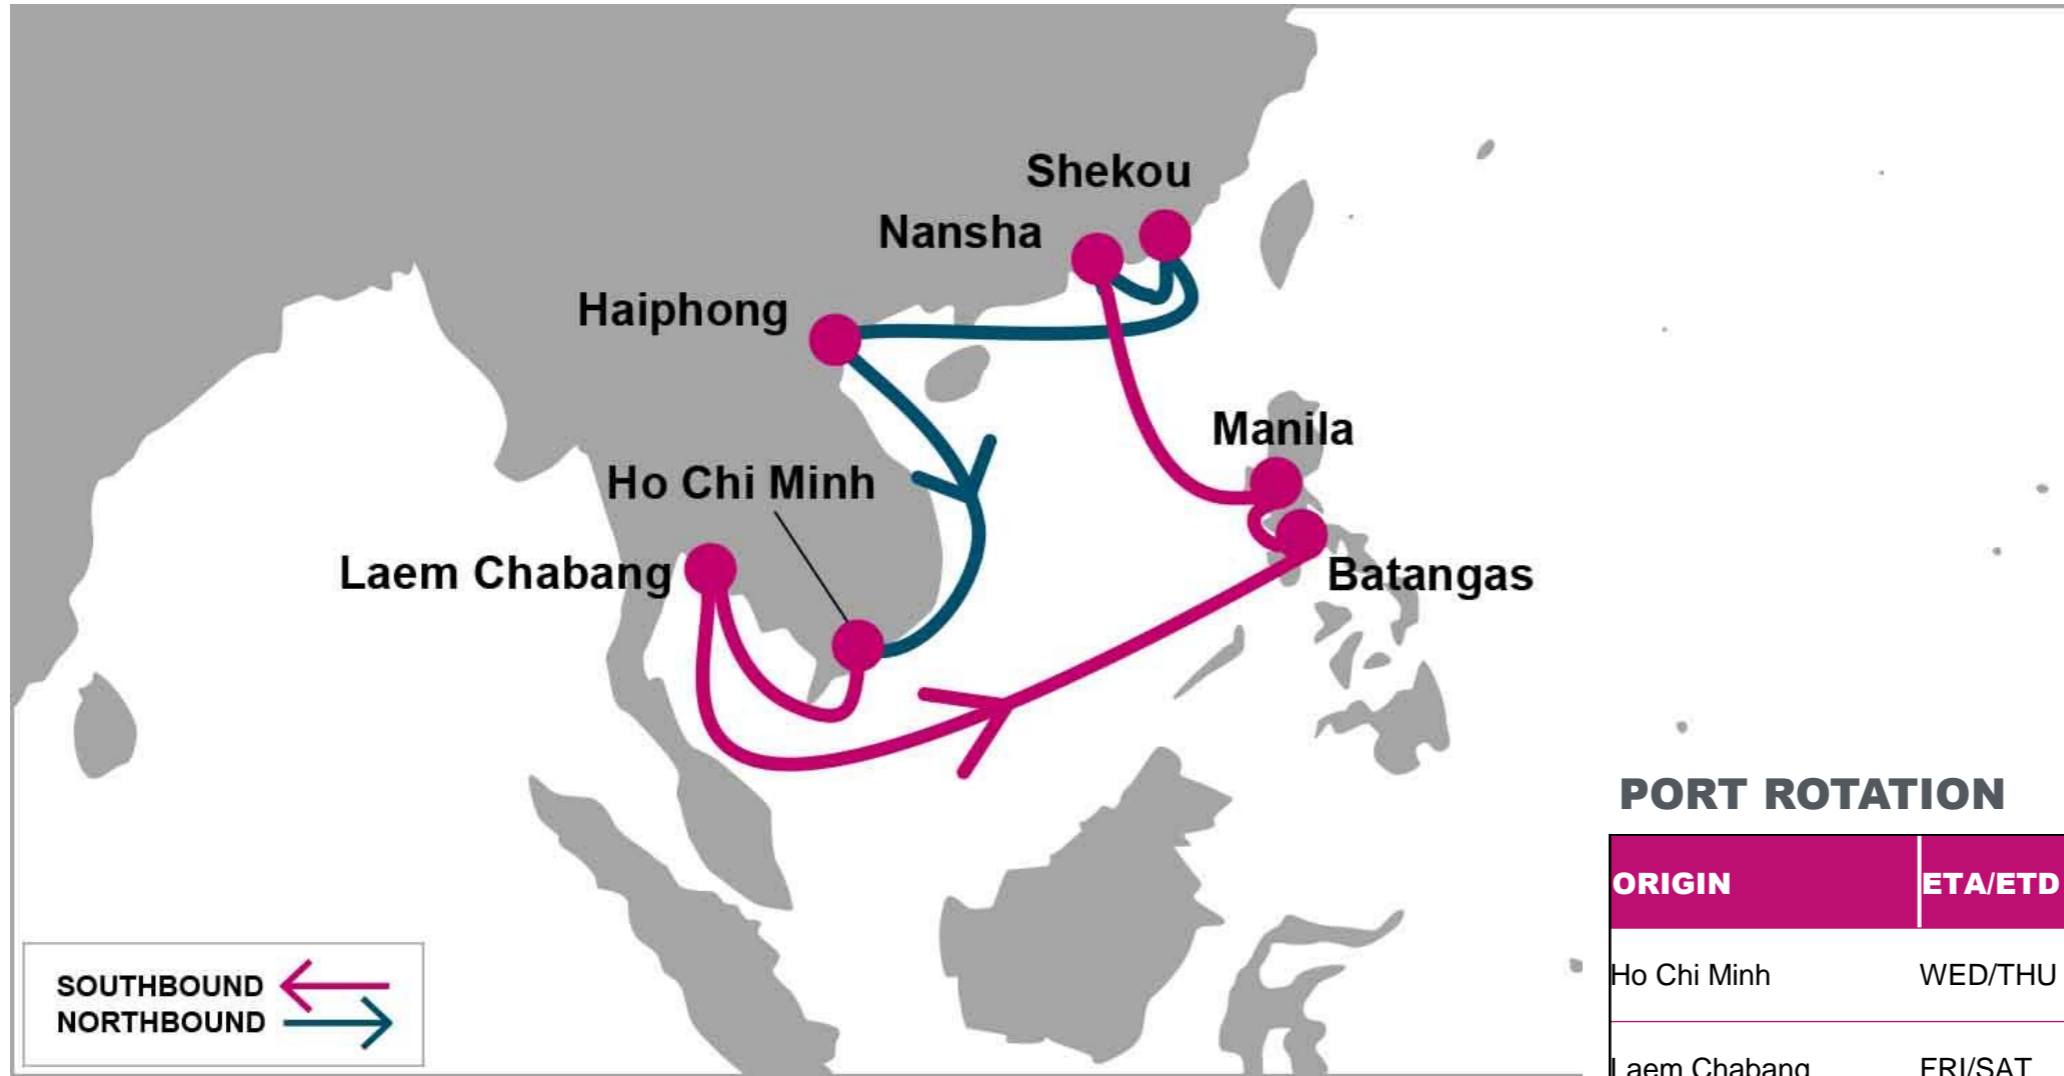 Shekou
Nansha
Haiphong
Manila
Ho Chi Minh
Laem Chabang
Batangas
PORT ROTATION
ORIGIN ETA/ETD
Ho Chi Minh WED/THU
Laem Chabang FRI/SAT
SOUTHBOUND
NORTHBOUND